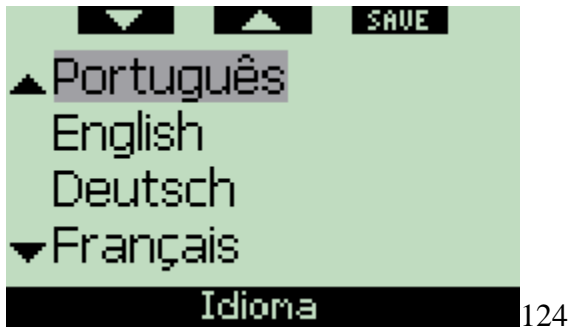 SAVE
Português
English
Deutsch
Français
Idioma
124